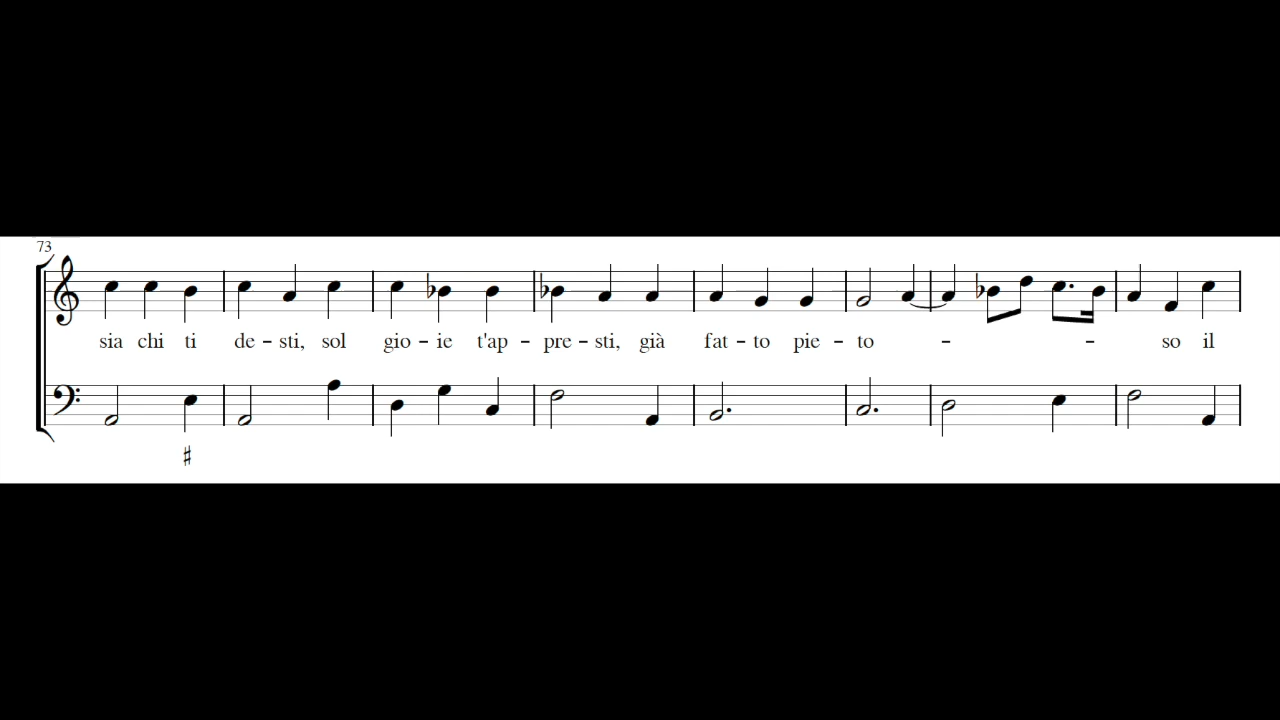 73
sia chi ti de - sti, sol gio - ie t'ap - pre - sti, già fat - to pie - to - - so il